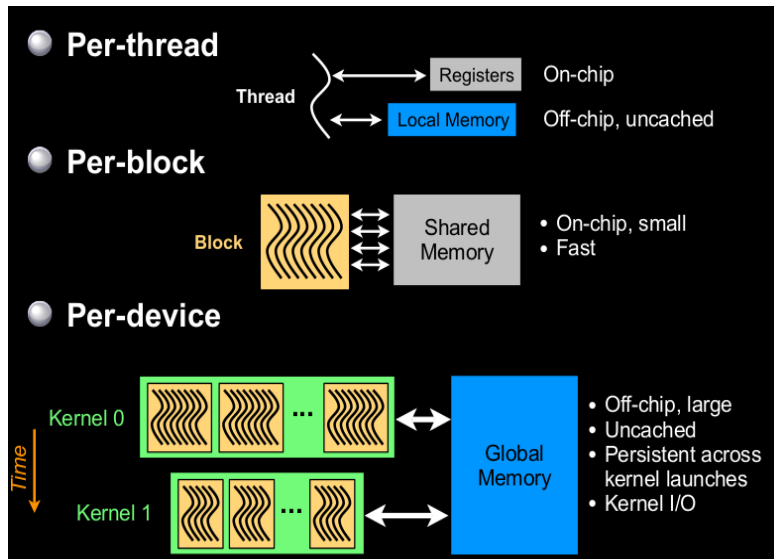 Per-thread
Thread
Registers
On-chip
Local Memory
Off-chip, uncached
Per-block
Block
Shared
Memory
• On-chip, small
• Fast
Per-device
Kernel 0
...
Time
Kernel 1
...
Global
Memory
• Off-chip, large
• Uncached
• Persistent across
kernel launches
• Kernel I/O